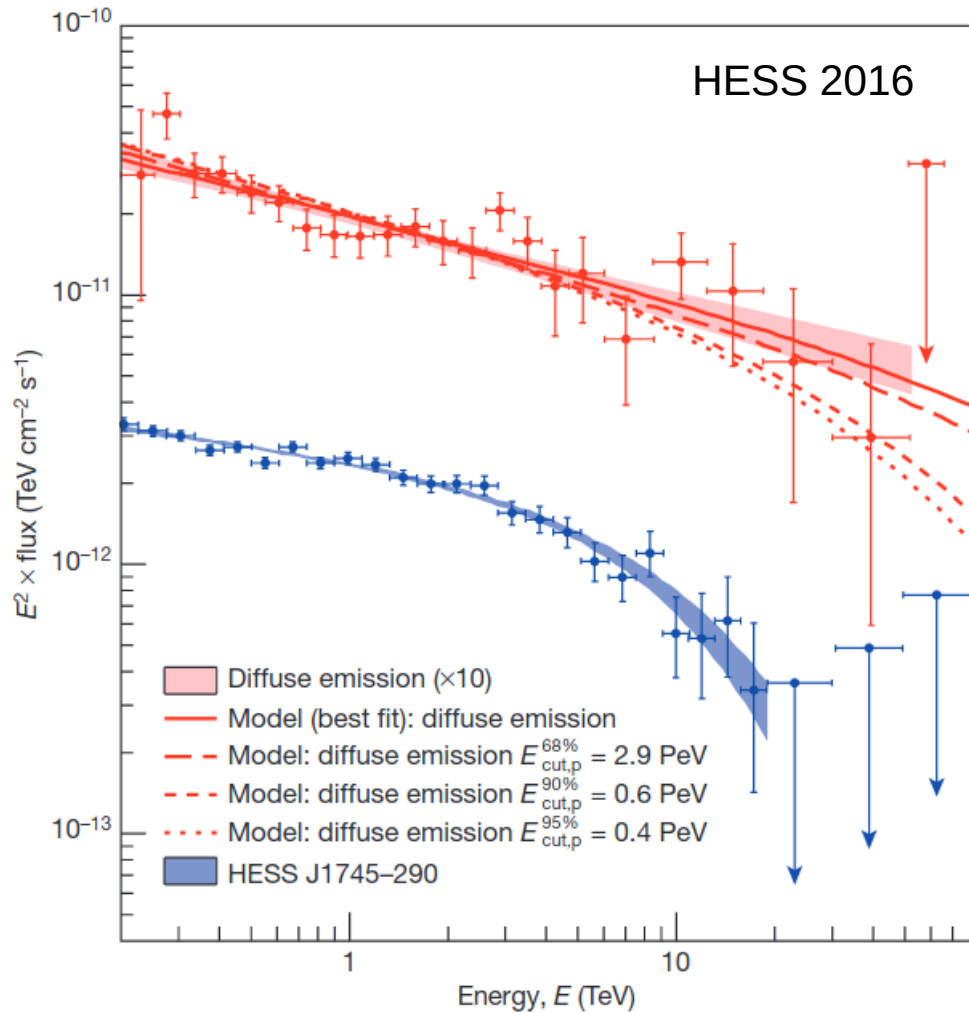 10⁻¹⁰
HESS 2016
10⁻¹¹
E² × flux (TeV cm⁻² s⁻¹)
10⁻¹²
Diffuse emission (×10)
Model (best fit): diffuse emission
Model: diffuse emission E^68%_cut,p = 2.9 PeV
Model: diffuse emission E^90%_cut,p = 0.6 PeV
Model: diffuse emission E^95%_cut,p = 0.4 PeV
10⁻¹³
HESS J1745–290
1 10
Energy, E (TeV)